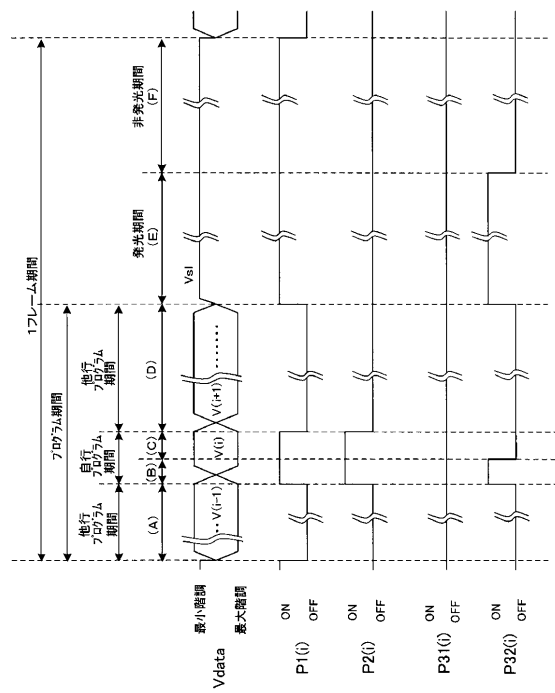 1フレーム期間
プログラム期間
他行
プログラム
期間
自行
プログラム
期間
他行
プログラム
期間
発光期間
非発光期間
(A)
(B)
(C)
(D)
(E)
(F)
最小階調
Vdata
最大階調
‥V(i-1)
V(i)
V(i+1)‥‥‥
Vsl
P1(i)
ON
OFF
P2(i)
ON
OFF
P31(i)
ON
OFF
P32(i)
ON
OFF